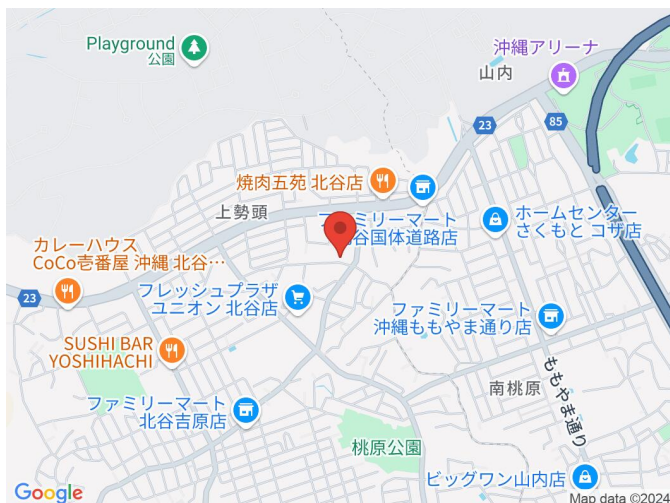 Playground
公園
沖縄アリーナ
山内
23
85
焼肉五苑 北谷店
上勢頭
ファミリーマート
谷国体道路店
ホームセンター
さくもと コザ店
カレーハウス
CoCo壱番屋 沖縄 北谷…
23
フレッシュプラザ
ユニオン 北谷店
ファミリーマート
沖縄ももやま通り店
SUSHI BAR
YOSHIHACHI
南桃原
ももやま通り
ファミリーマート
北谷吉原店
桃原公園
ビッグワン山内店
Google
Map data ©2024